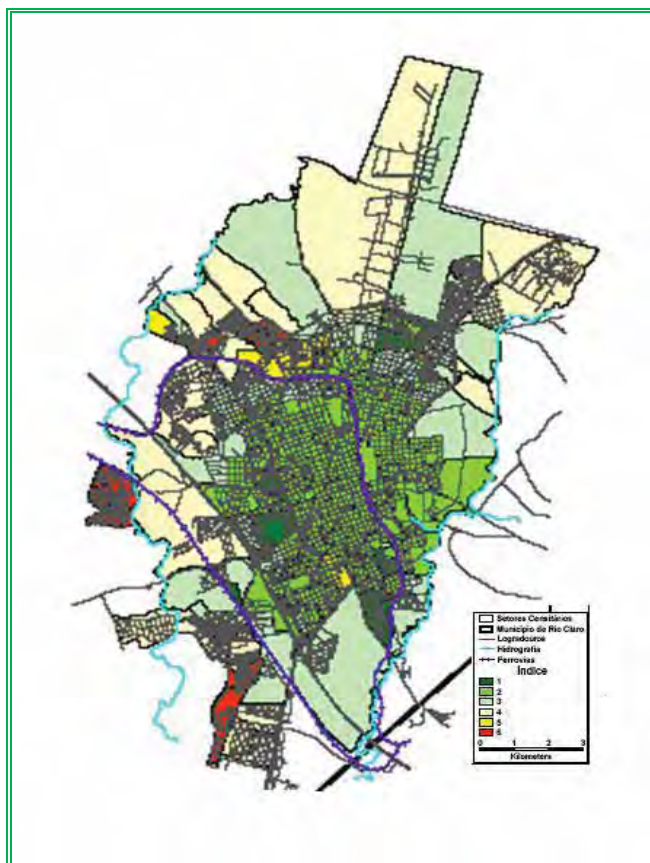 Setores Censitários
Município de Rio Claro
Logradouros
Hidrografia
Ferrovias
Índice
1
2
3
4
5
6
0 1 2 3
Kilometers